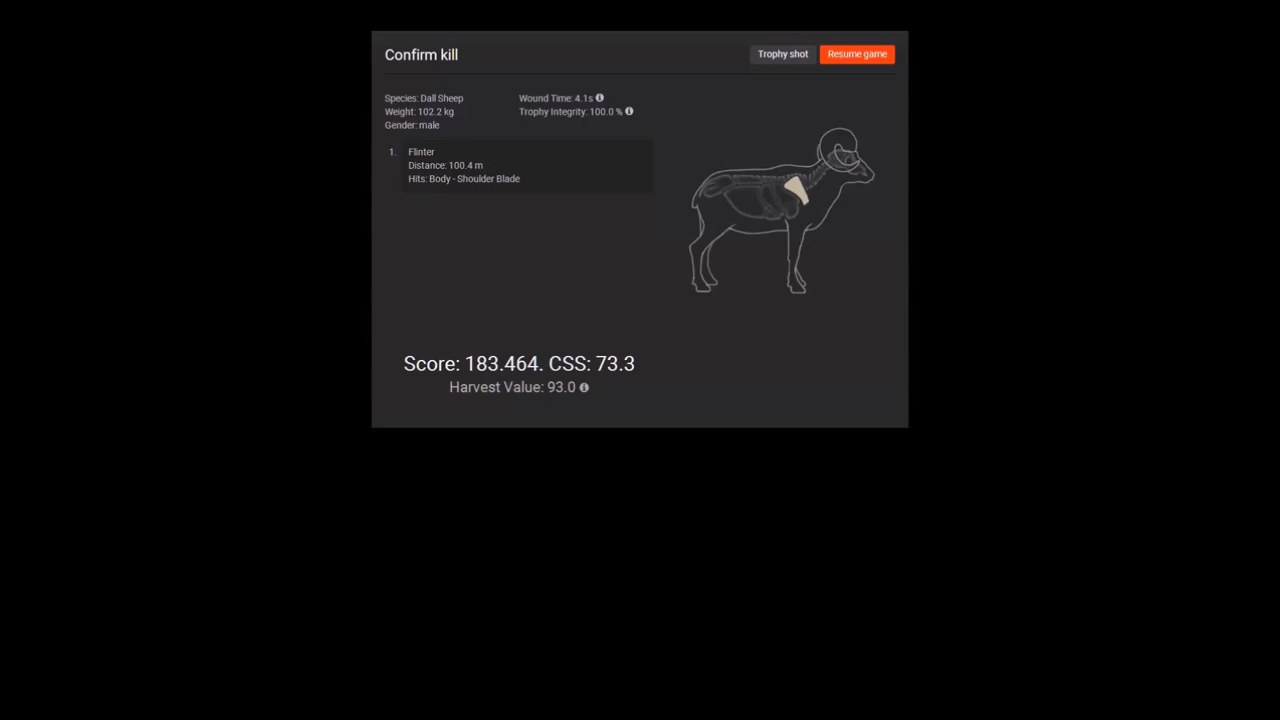 Confirm kill
Trophy shot
Resume game
Species: Dall Sheep
Weight: 102.2 kg
Gender: male
Wound Time: 4.1s
Trophy Integrity: 100.0 %
1. Flinter
Distance: 100.4 m
Hits: Body - Shoulder Blade
Score: 183.464. CSS: 73.3
Harvest Value: 93.0